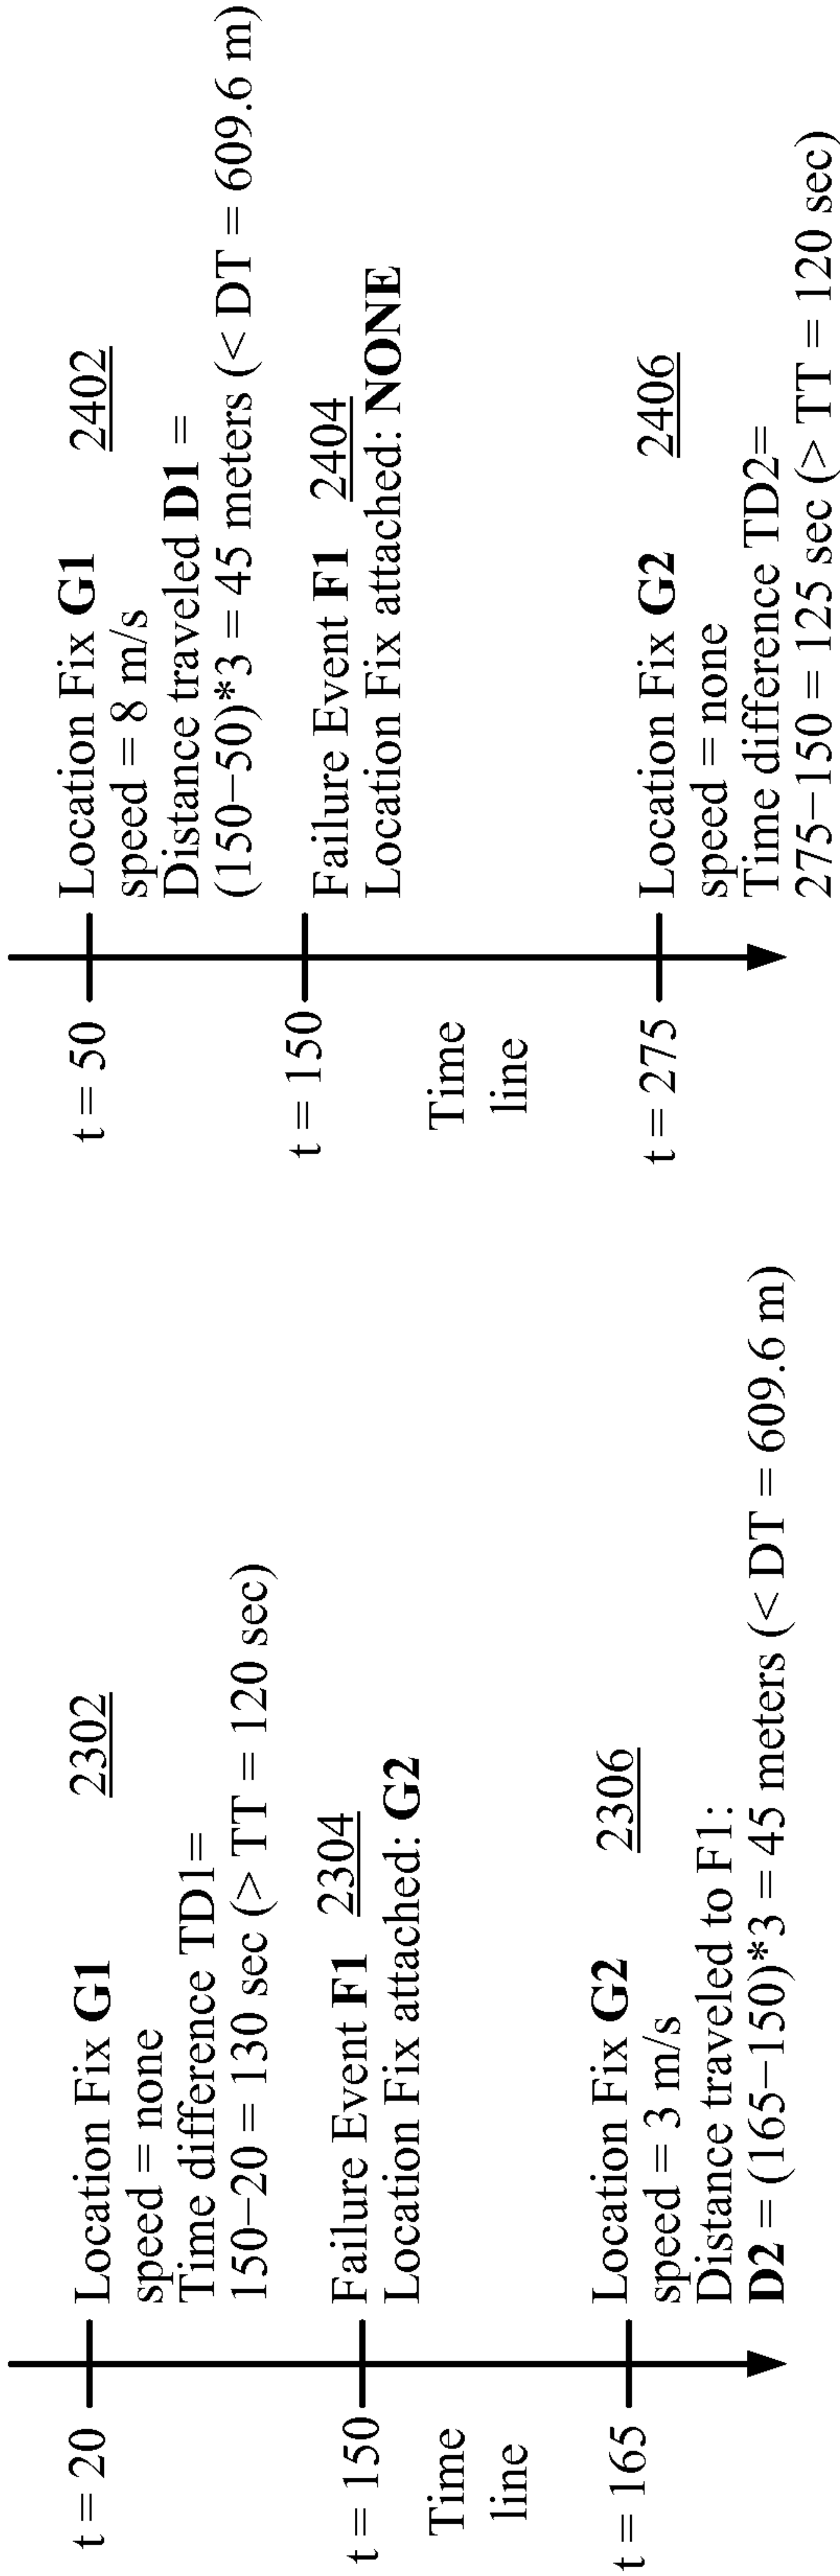 t = 20
Location Fix G1
2302
speed = none
Time difference TD1=
150−20 = 130 sec (> TT = 120 sec)
t = 150
Failure Event F1 2304
Location Fix attached: G2
Time
line
t = 165
Location Fix G2
2306
speed = 3 m/s
Distance traveled to F1:
D2 = (165−150)*3 = 45 meters (< DT = 609.6 m)
t = 50
Location Fix G1
2402
speed = 8 m/s
Distance traveled D1 =
(150−50)*3 = 45 meters (< DT = 609.6 m)
t = 150
Failure Event F1 2404
Location Fix attached: NONE
Time
line
t = 275
Location Fix G2
2406
speed = none
Time difference TD2=
275−150 = 125 sec (> TT = 120 sec)